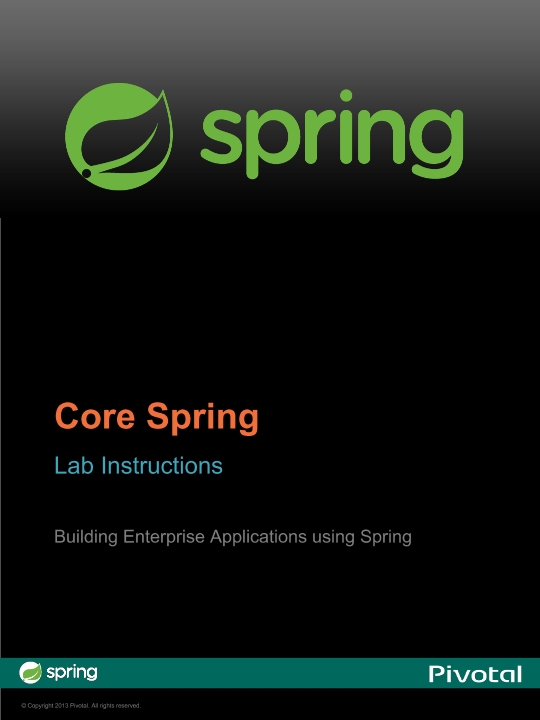 spring
Core Spring
Lab Instructions
Building Enterprise Applications using Spring
spring Pivotal
© Copyright 2013 Pivotal. All rights reserved.